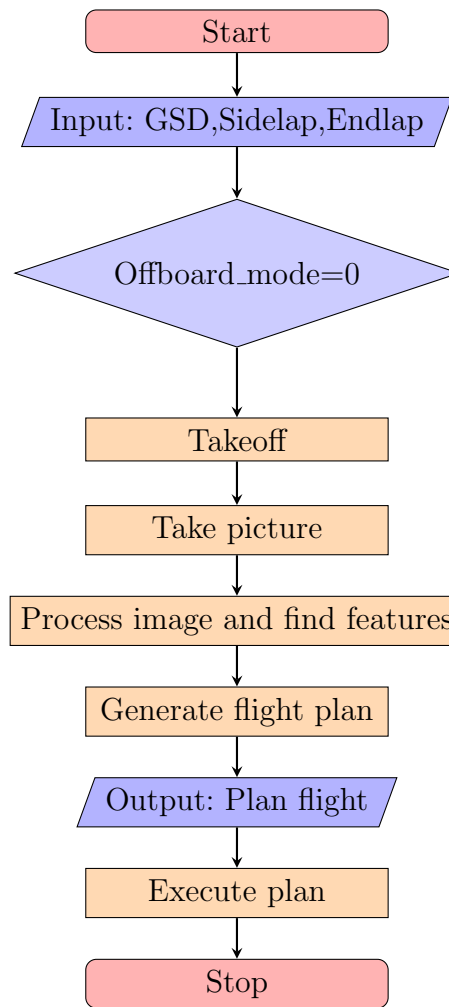 Start
Input: GSD,Sidelap,Endlap
Offboard_mode=0
Takeoff
Take picture
Process image and find features
Generate flight plan
Output: Plan flight
Execute plan
Stop